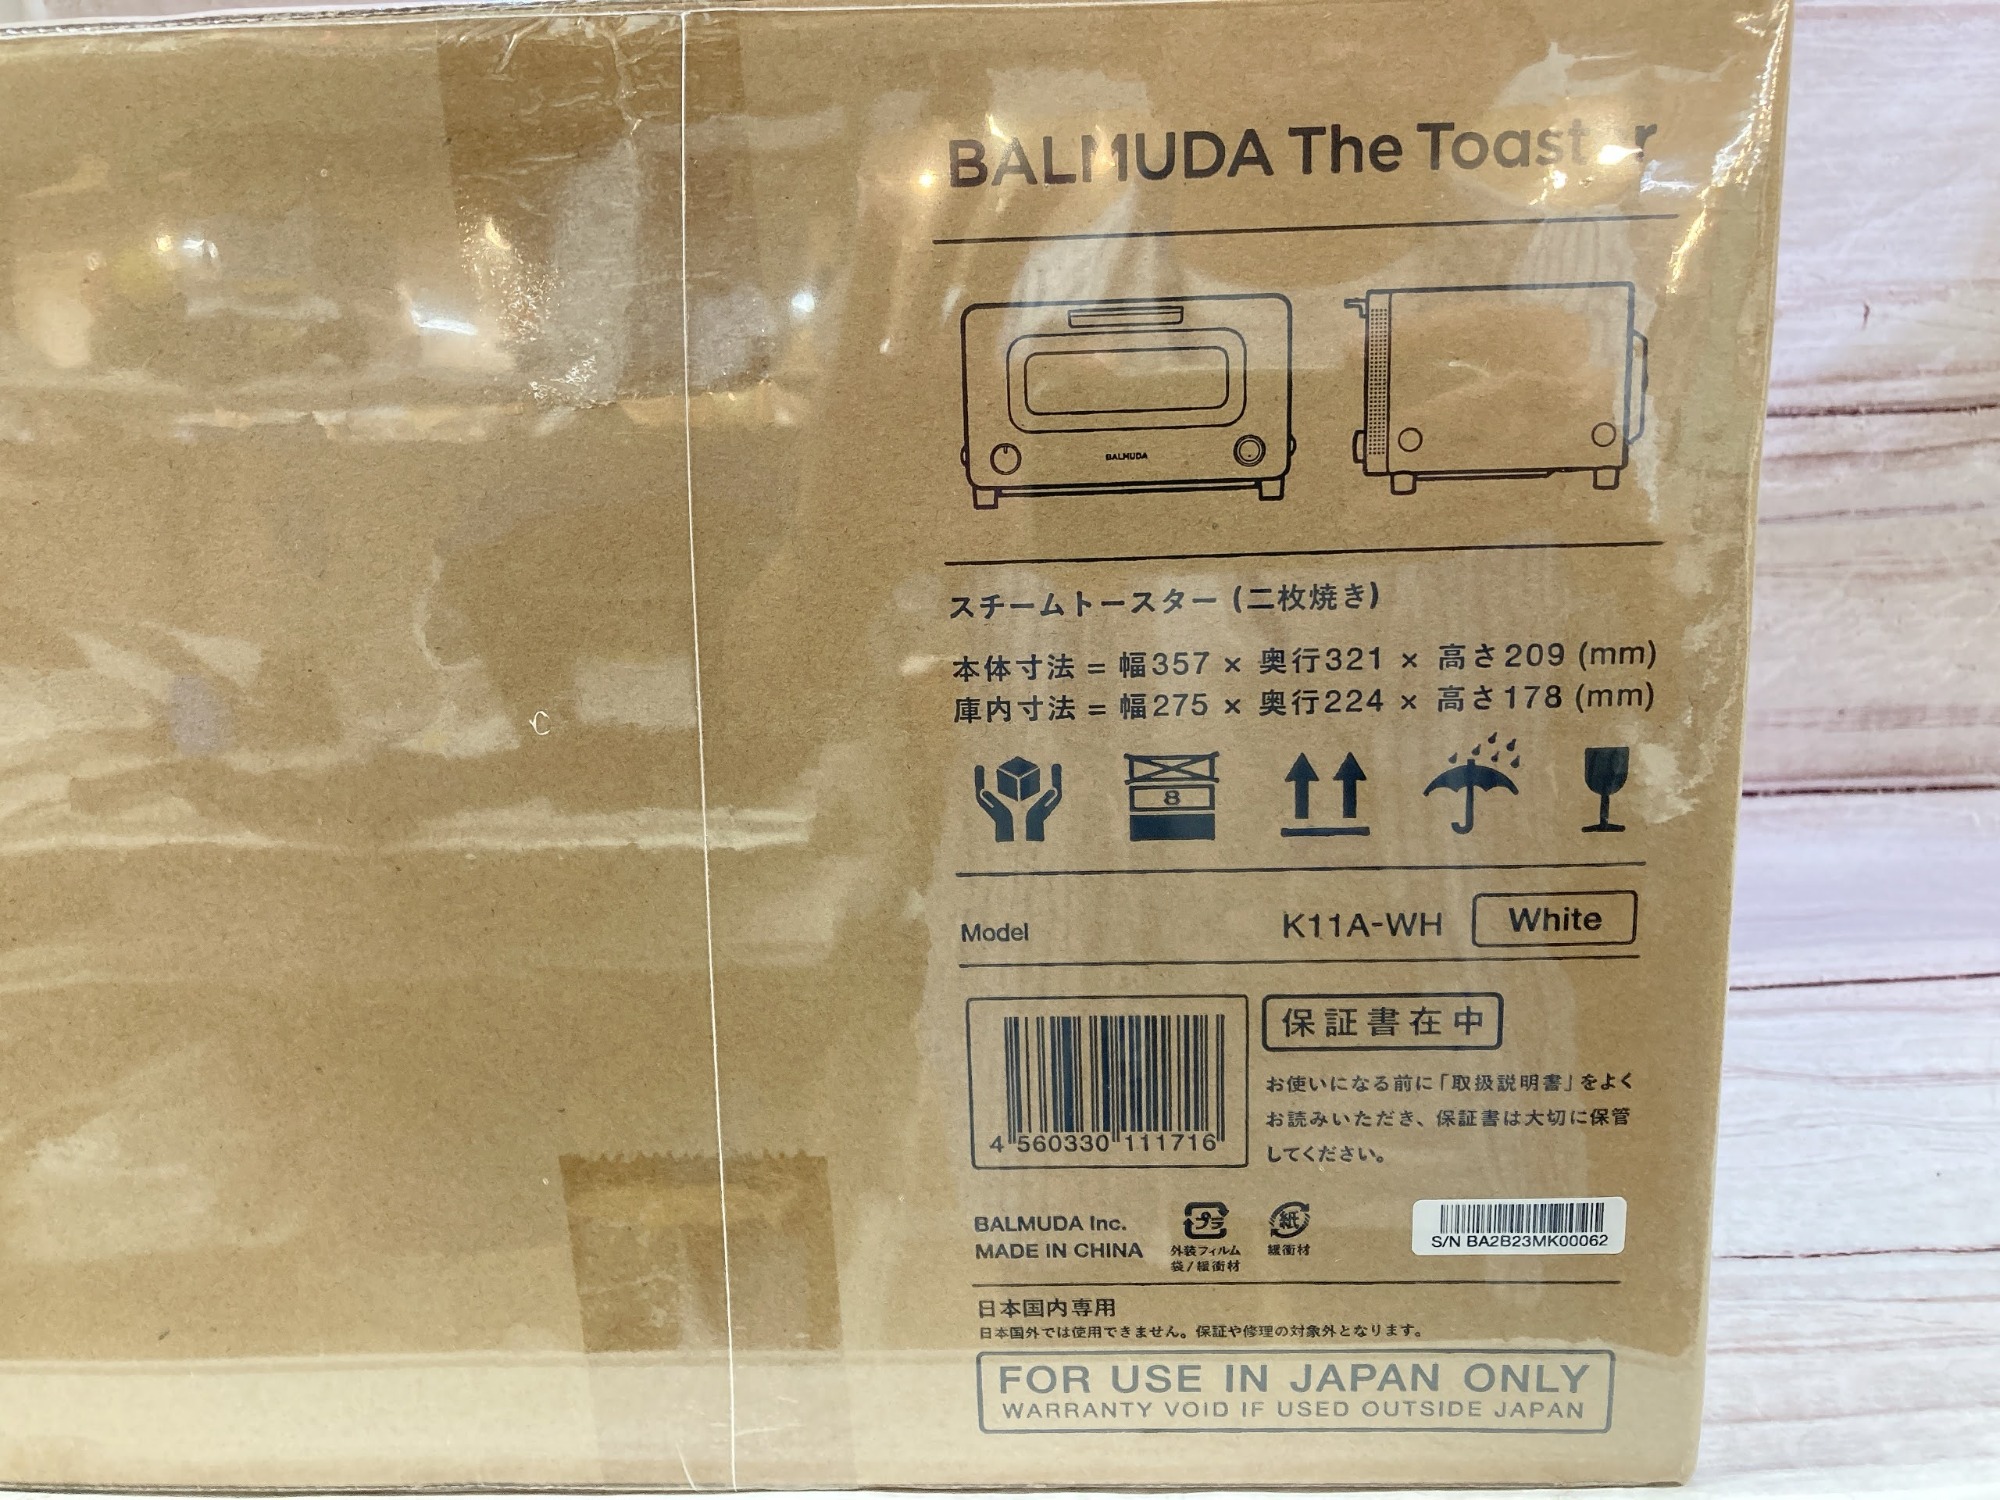 BALMUDA The Toaster
BALMUDA
スチームトースター (二枚焼き)
本体寸法 = 幅357 × 奥行321 × 高さ209 (mm)
庫内寸法 = 幅275 × 奥行224 × 高さ178 (mm)
8
Model K11A-WH White
保証書在中
お使いになる前に「取扱説明書」をよく
お読みいただき、保証書は大切に保管
してください。
4 560330 111716
BALMUDA Inc.
MADE IN CHINA
プラ
外装フィルム
袋/緩衝材
紙
緩衝材
S/N BA2B23MK00062
日本国内専用
日本国外では使用できません。保証や修理の対象外となります。
FOR USE IN JAPAN ONLY
WARRANTY VOID IF USED OUTSIDE JAPAN